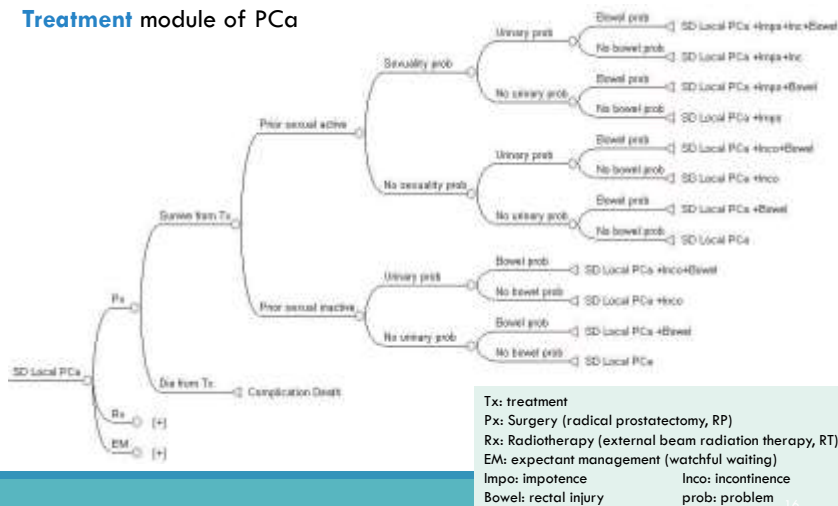 Treatment module of PCa
Bowel prob
SD Local PCa +Impo+Inc+Bowel
Urinary prob
No bowel prob
SD Local PCa +Impo+Inc
Sexuality prob
Bowel prob
SD Local PCa +Impo+Bowel
No urinary prob
No bowel prob
SD Local PCa +Impo
Prior sexual active
Bowel prob
SD Local PCa +Inco+Bowel
Urinary prob
No bowel prob
SD Local PCa +Inco
No sexuality prob
Bowel prob
SD Local PCa +Bowel
No urinary prob
No bowel prob
SD Local PCa
Survive from Tx
Bowel prob
SD Local PCa +Inco+Bowel
Urinary prob
No bowel prob
SD Local PCa +Inco
Prior sexual inactive
Bowel prob
SD Local PCa +Bowel
No urinary prob
No bowel prob
SD Local PCa
Px
SD Local PCa
Die from Tx
Complication Death
Rx
[+]
EM
[+]
Tx: treatment
Px: Surgery (radical prostatectomy, RP)
Rx: Radiotherapy (external beam radiation therapy, RT)
EM: expectant management (watchful waiting)
Impo: impotence Inco: incontinence
Bowel: rectal injury prob: problem